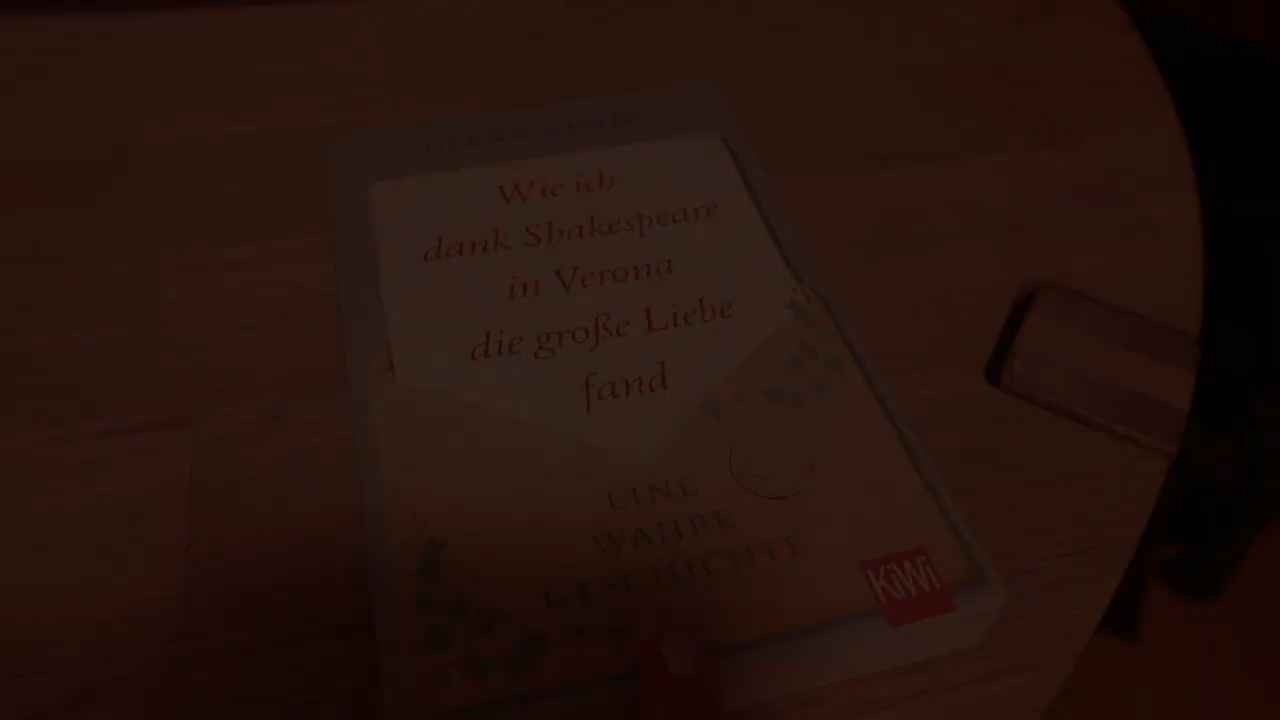 Wie ich
dank Shakespeare
in Verona
die große Liebe
fand
EINE
WAHRE
GESCHICHTE
KiWi